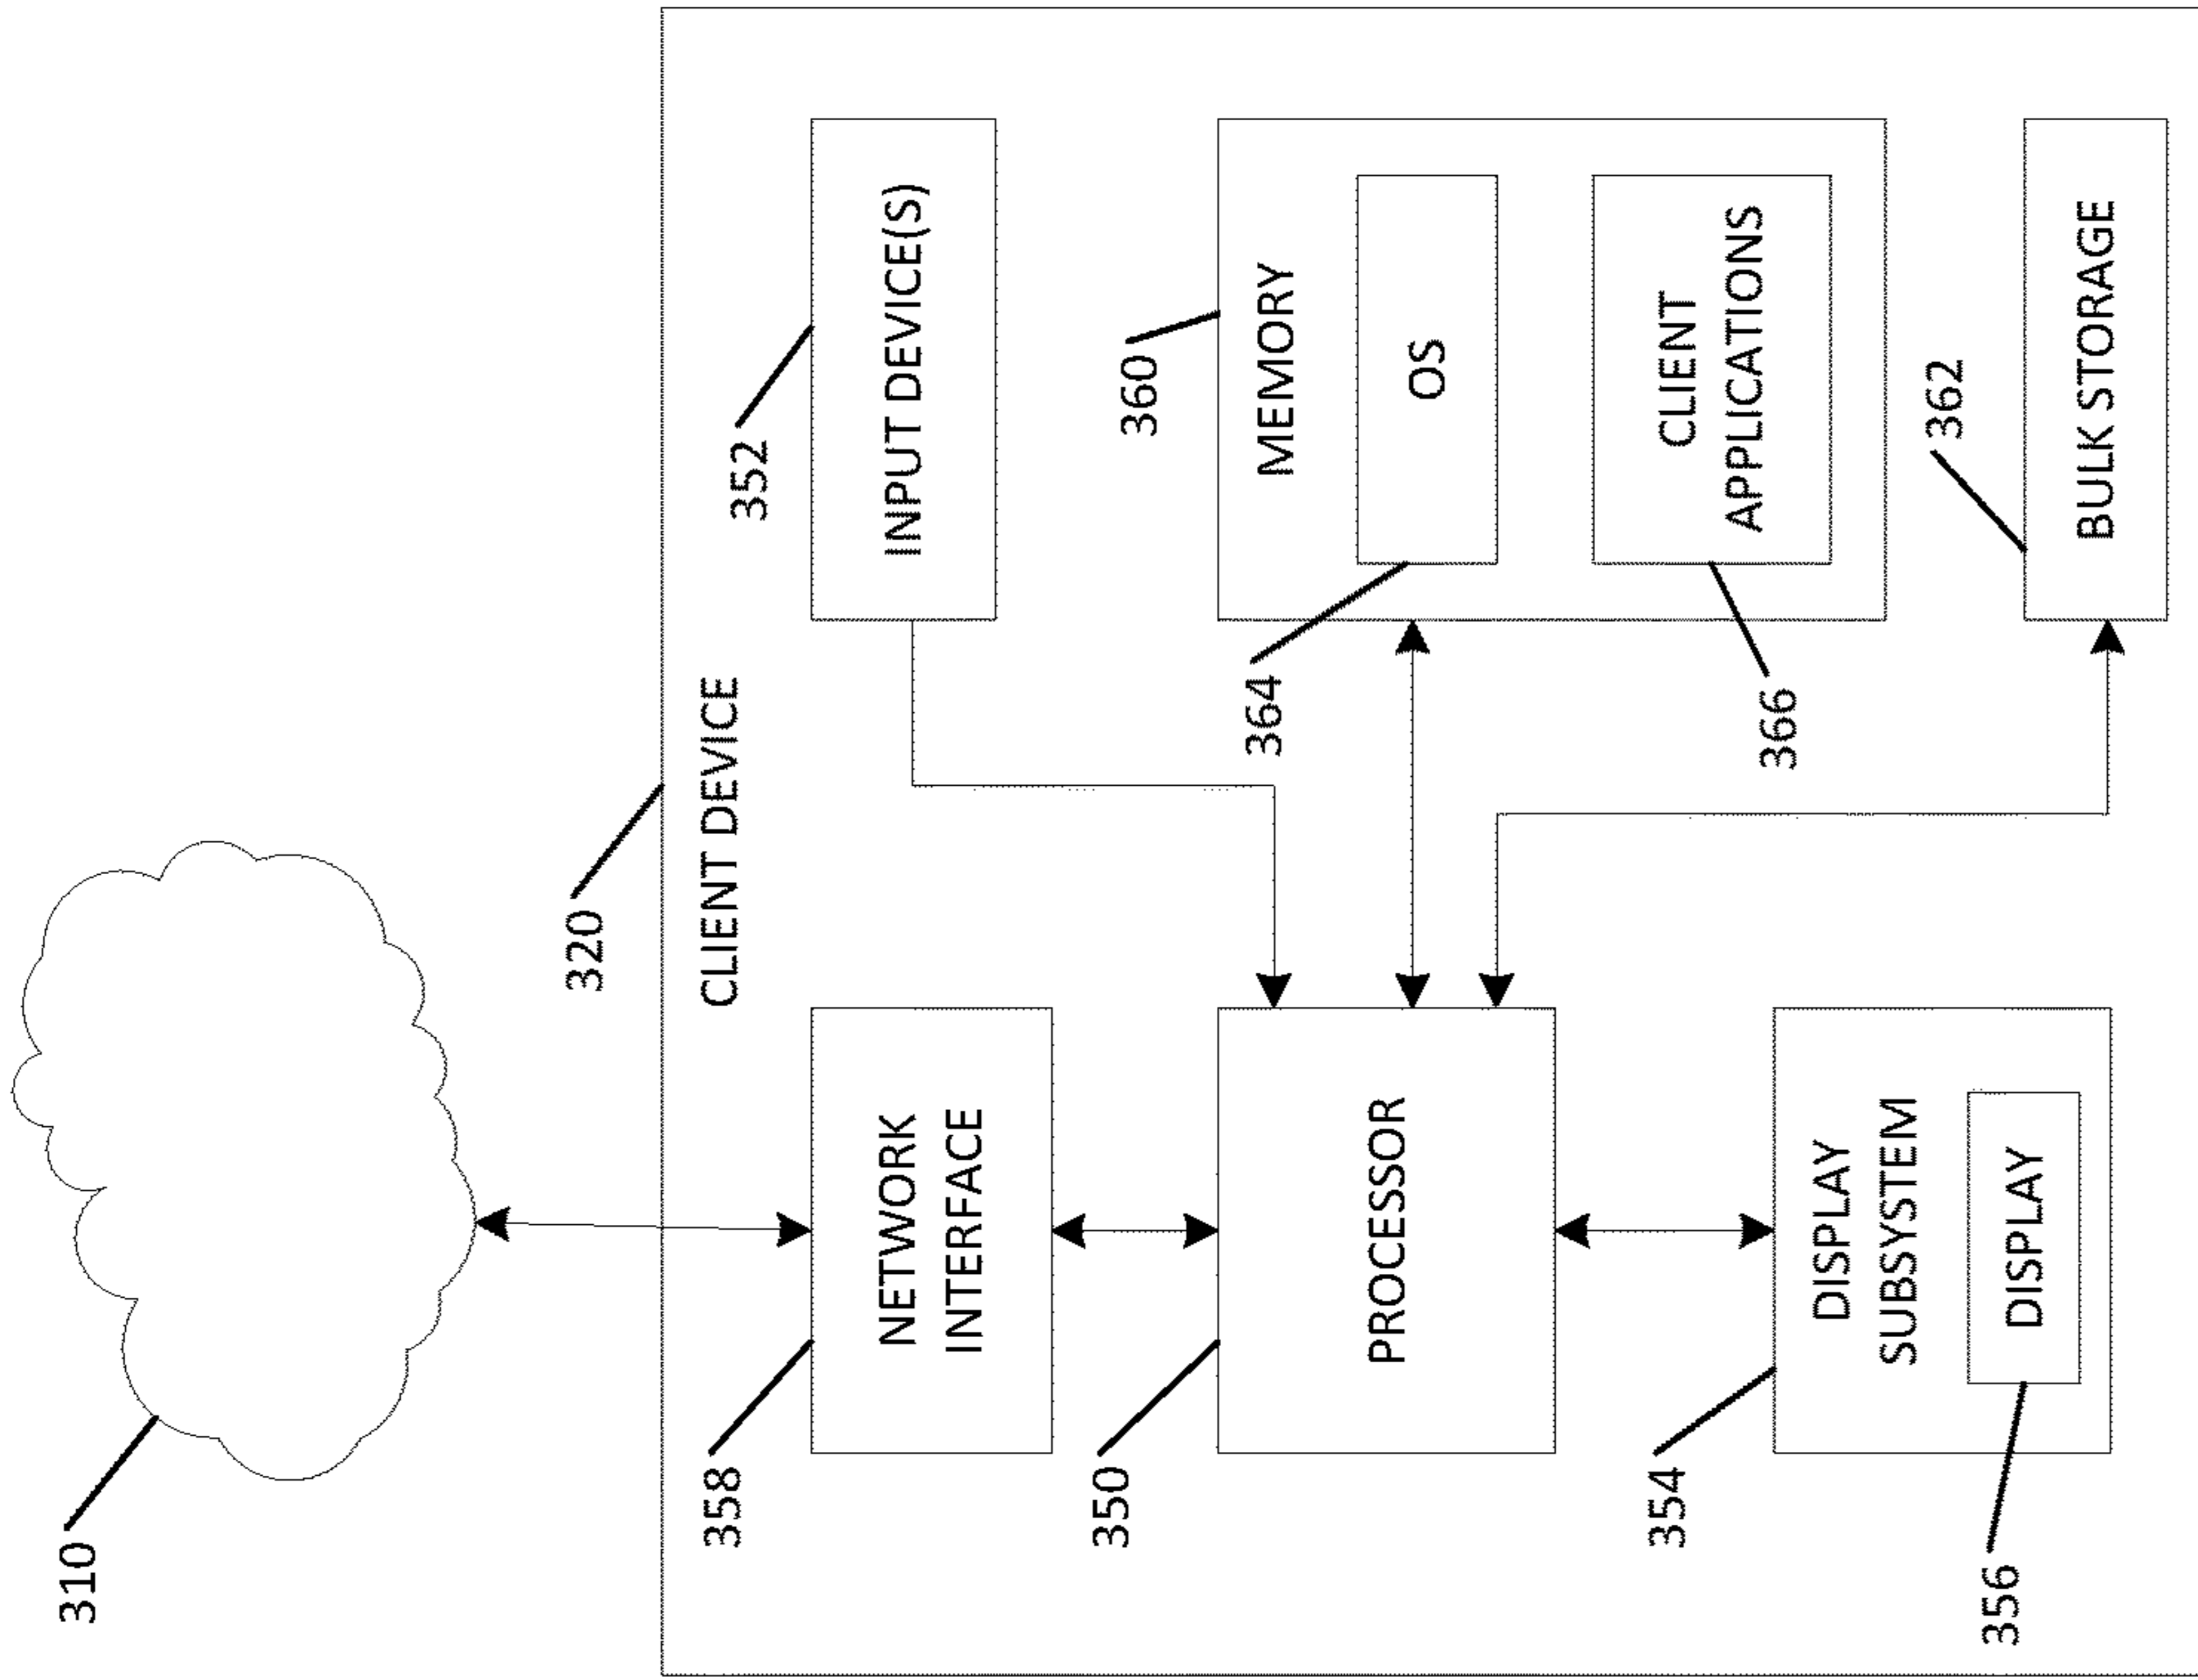 310
320
CLIENT DEVICE
358
NETWORK
INTERFACE
352
INPUT DEVICE(S)
350
PROCESSOR
360
MEMORY
364
OS
366
CLIENT
APPLICATIONS
354
DISPLAY
SUBSYSTEM
356
DISPLAY
362
BULK STORAGE